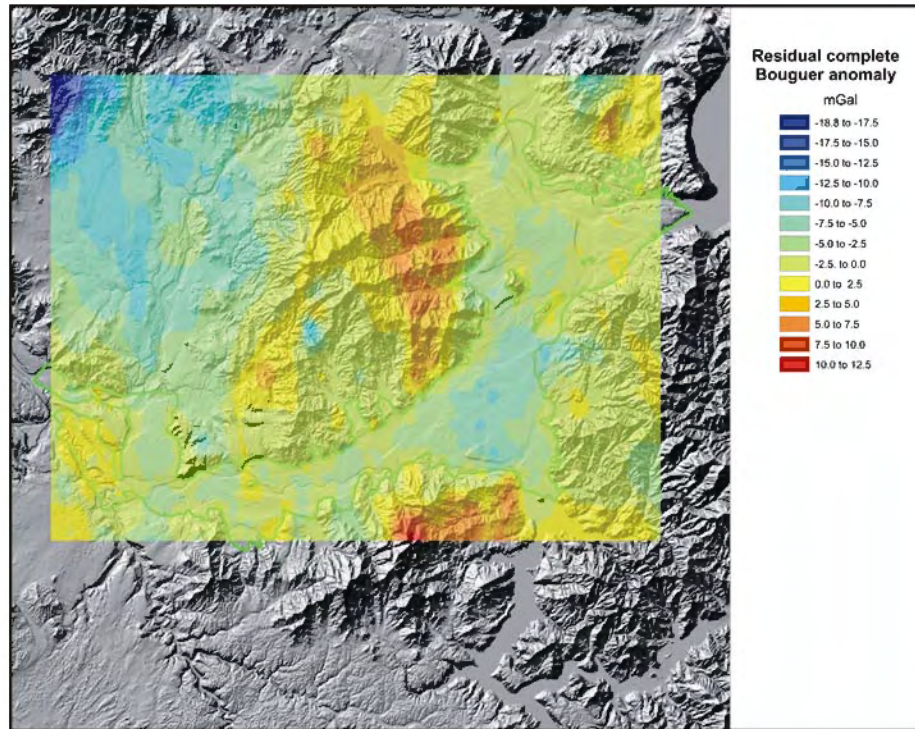 Residual complete
Bouguer anomaly
mGal
-18.8 to -17.5
-17.5 to -15.0
-15.0 to -12.5
-12.5 to -10.0
-10.0 to -7.5
-7.5 to -5.0
-5.0 to -2.5
-2.5. to 0.0
0.0 to 2.5
2.5 to 5.0
5.0 to 7.5
7.5 to 10.0
10.0 to 12.5